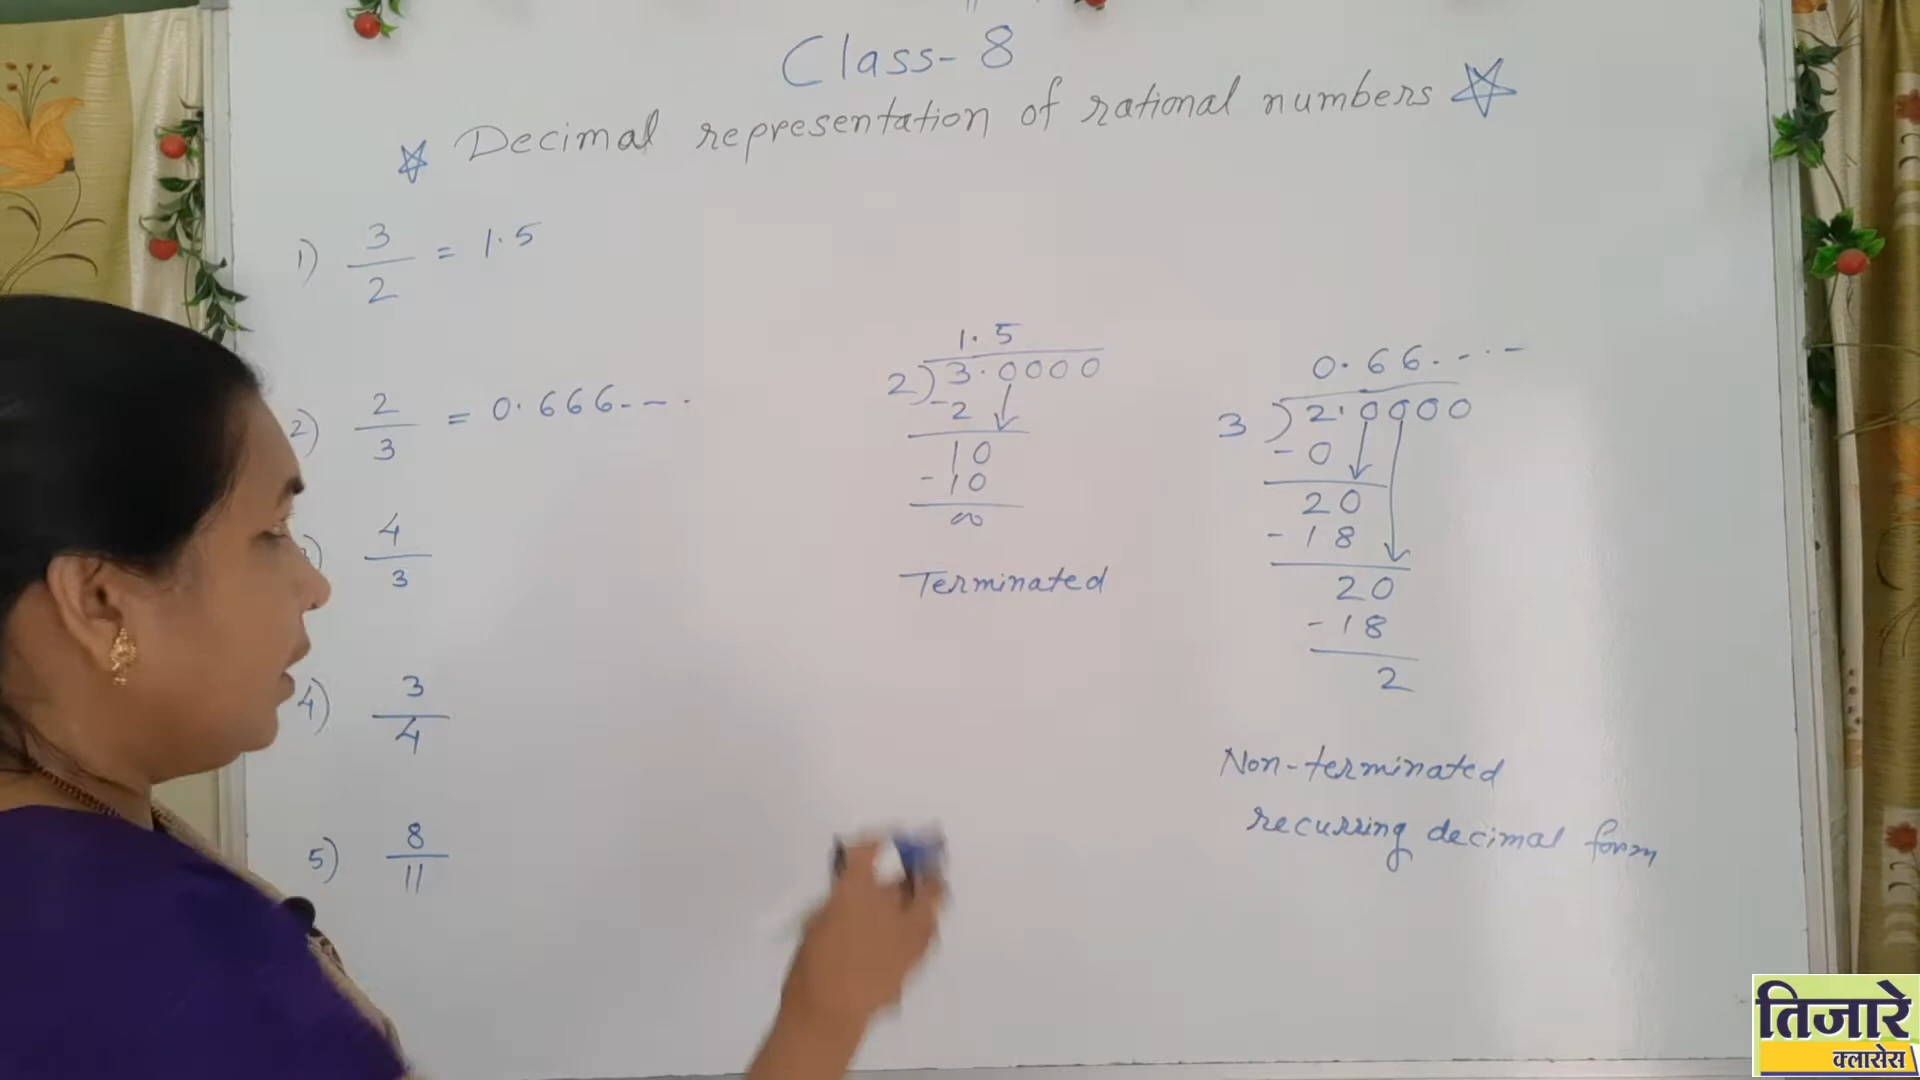 Class-8
Decimal representation of rational numbers
1) 3/2 = 1.5
2) 2/3 = 0.666--.
) 4/3
4) 3/4
5) 8/11
1.5
2)3.0000
-2
10
-10
00
Terminated
0.66.-.-
3)2.0000
-0
20
-18
20
-18
2
Non-terminated
recurring decimal form
तिजारे
क्लासेस